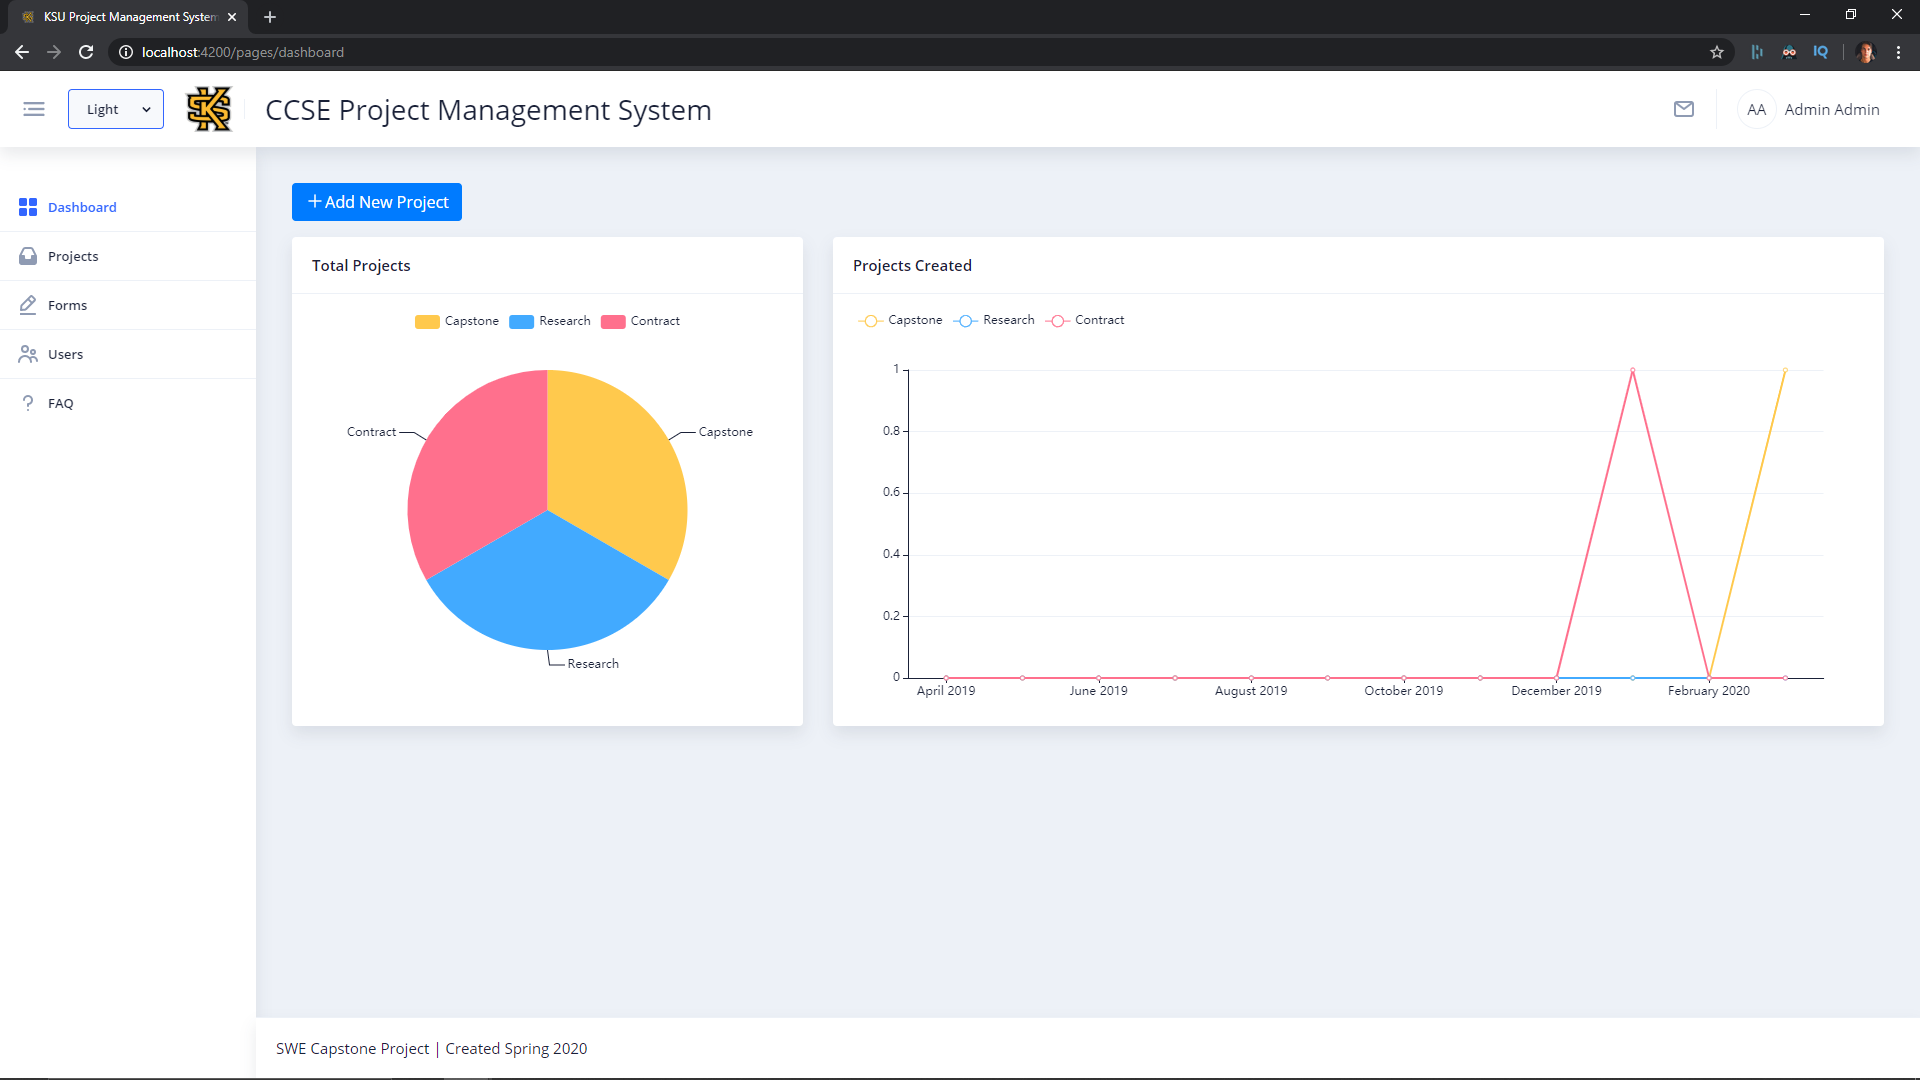 KSU Project Management System
localhost:4200/pages/dashboard
IQ
Light
KS
CCSE Project Management System
AA
Admin Admin
Dashboard
Projects
Forms
Users
? FAQ
+ Add New Project
Total Projects
Capstone Research Contract
Contract
Capstone
Research
Projects Created
Capstone Research Contract
1
0.8
0.6
0.4
0.2
0
April 2019 June 2019 August 2019 October 2019 December 2019 February 2020
SWE Capstone Project | Created Spring 2020